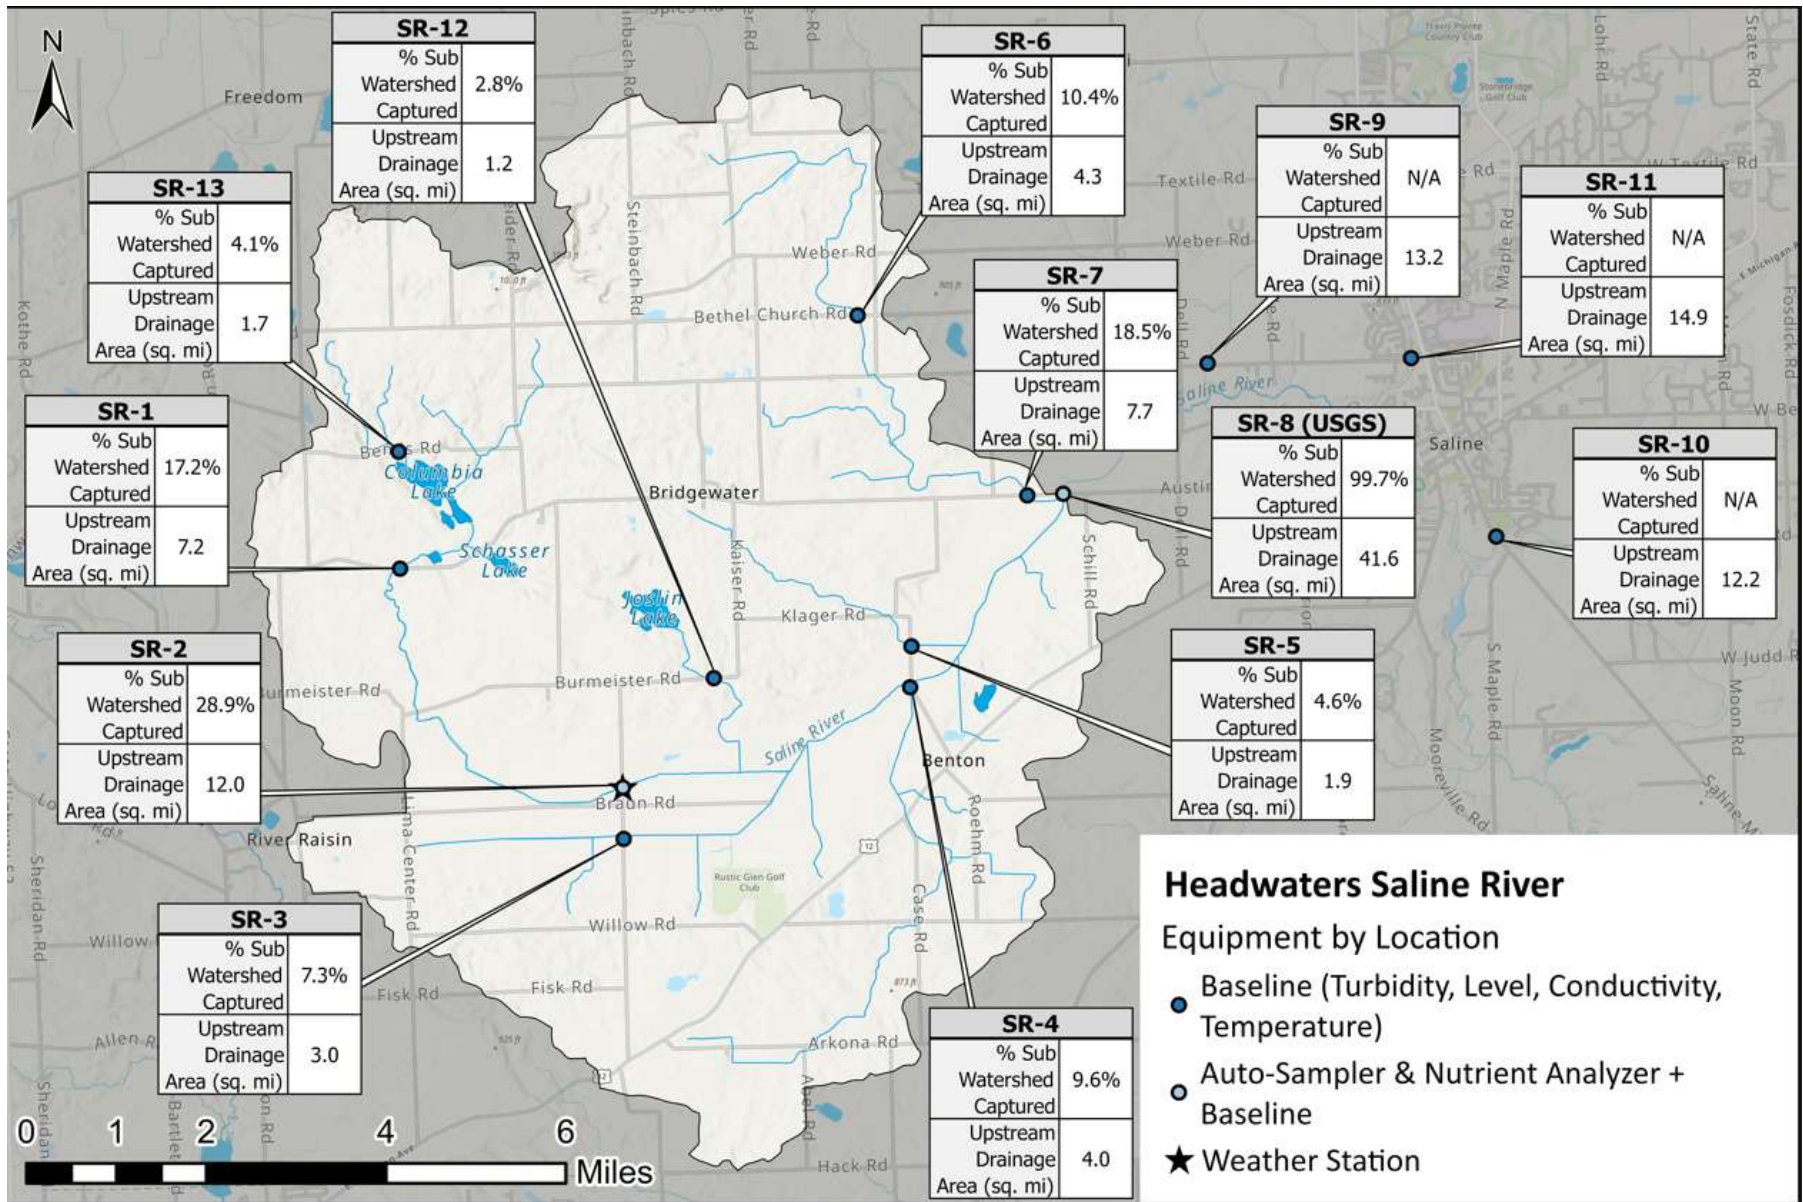 N
Freedom
SR-12
% Sub
Watershed
Captured
2.8%
Upstream
Drainage
Area (sq. mi)
1.2
SR-6
% Sub
Watershed
Captured
10.4%
Upstream
Drainage
Area (sq. mi)
4.3
SR-9
% Sub
Watershed
Captured
N/A
Upstream
Drainage
Area (sq. mi)
13.2
SR-11
% Sub
Watershed
Captured
N/A
Upstream
Drainage
Area (sq. mi)
14.9
SR-13
% Sub
Watershed
Captured
4.1%
Upstream
Drainage
Area (sq. mi)
1.7
SR-7
% Sub
Watershed
Captured
18.5%
Upstream
Drainage
Area (sq. mi)
7.7
SR-1
% Sub
Watershed
Captured
17.2%
Upstream
Drainage
Area (sq. mi)
7.2
SR-8 (USGS)
% Sub
Watershed
Captured
99.7%
Upstream
Drainage
Area (sq. mi)
41.6
SR-10
% Sub
Watershed
Captured
N/A
Upstream
Drainage
Area (sq. mi)
12.2
SR-2
% Sub
Watershed
Captured
28.9%
Upstream
Drainage
Area (sq. mi)
12.0
SR-5
% Sub
Watershed
Captured
4.6%
Upstream
Drainage
Area (sq. mi)
1.9
SR-3
% Sub
Watershed
Captured
7.3%
Upstream
Drainage
Area (sq. mi)
3.0
SR-4
% Sub
Watershed
Captured
9.6%
Upstream
Drainage
Area (sq. mi)
4.0
Steinbach Rd
Weber Rd
Bethel Church Rd
Textile Rd
Weber Rd
W Textile Rd
Lohr Rd
State Rd
N Maple Rd
Stonebridge
Golf Club
Kothe Rd
Columbia
Lake
Schasser
Lake
Joslin
Lake
Bridgewater
Kaiser Rd
Klager Rd
Burmeister Rd
Saline River
Saline River
Saline
Schill Rd
Benton
Braun Rd
River Raisin
Lima Center Rd
Rustic Glen Golf
Club
Roehm Rd
Case Rd
Willow Rd
Fisk Rd
Fisk Rd
Arkona Rd
Abel Rd
Hack Rd
Sheridan Rd
S Maple Rd
Mooreville Rd
Moon Rd
12
12
873 ft
925 ft
Headwaters Saline River
Equipment by Location
Baseline (Turbidity, Level, Conductivity,
Temperature)
Auto-Sampler & Nutrient Analyzer +
Baseline
Weather Station
0 1 2 4 6
Miles